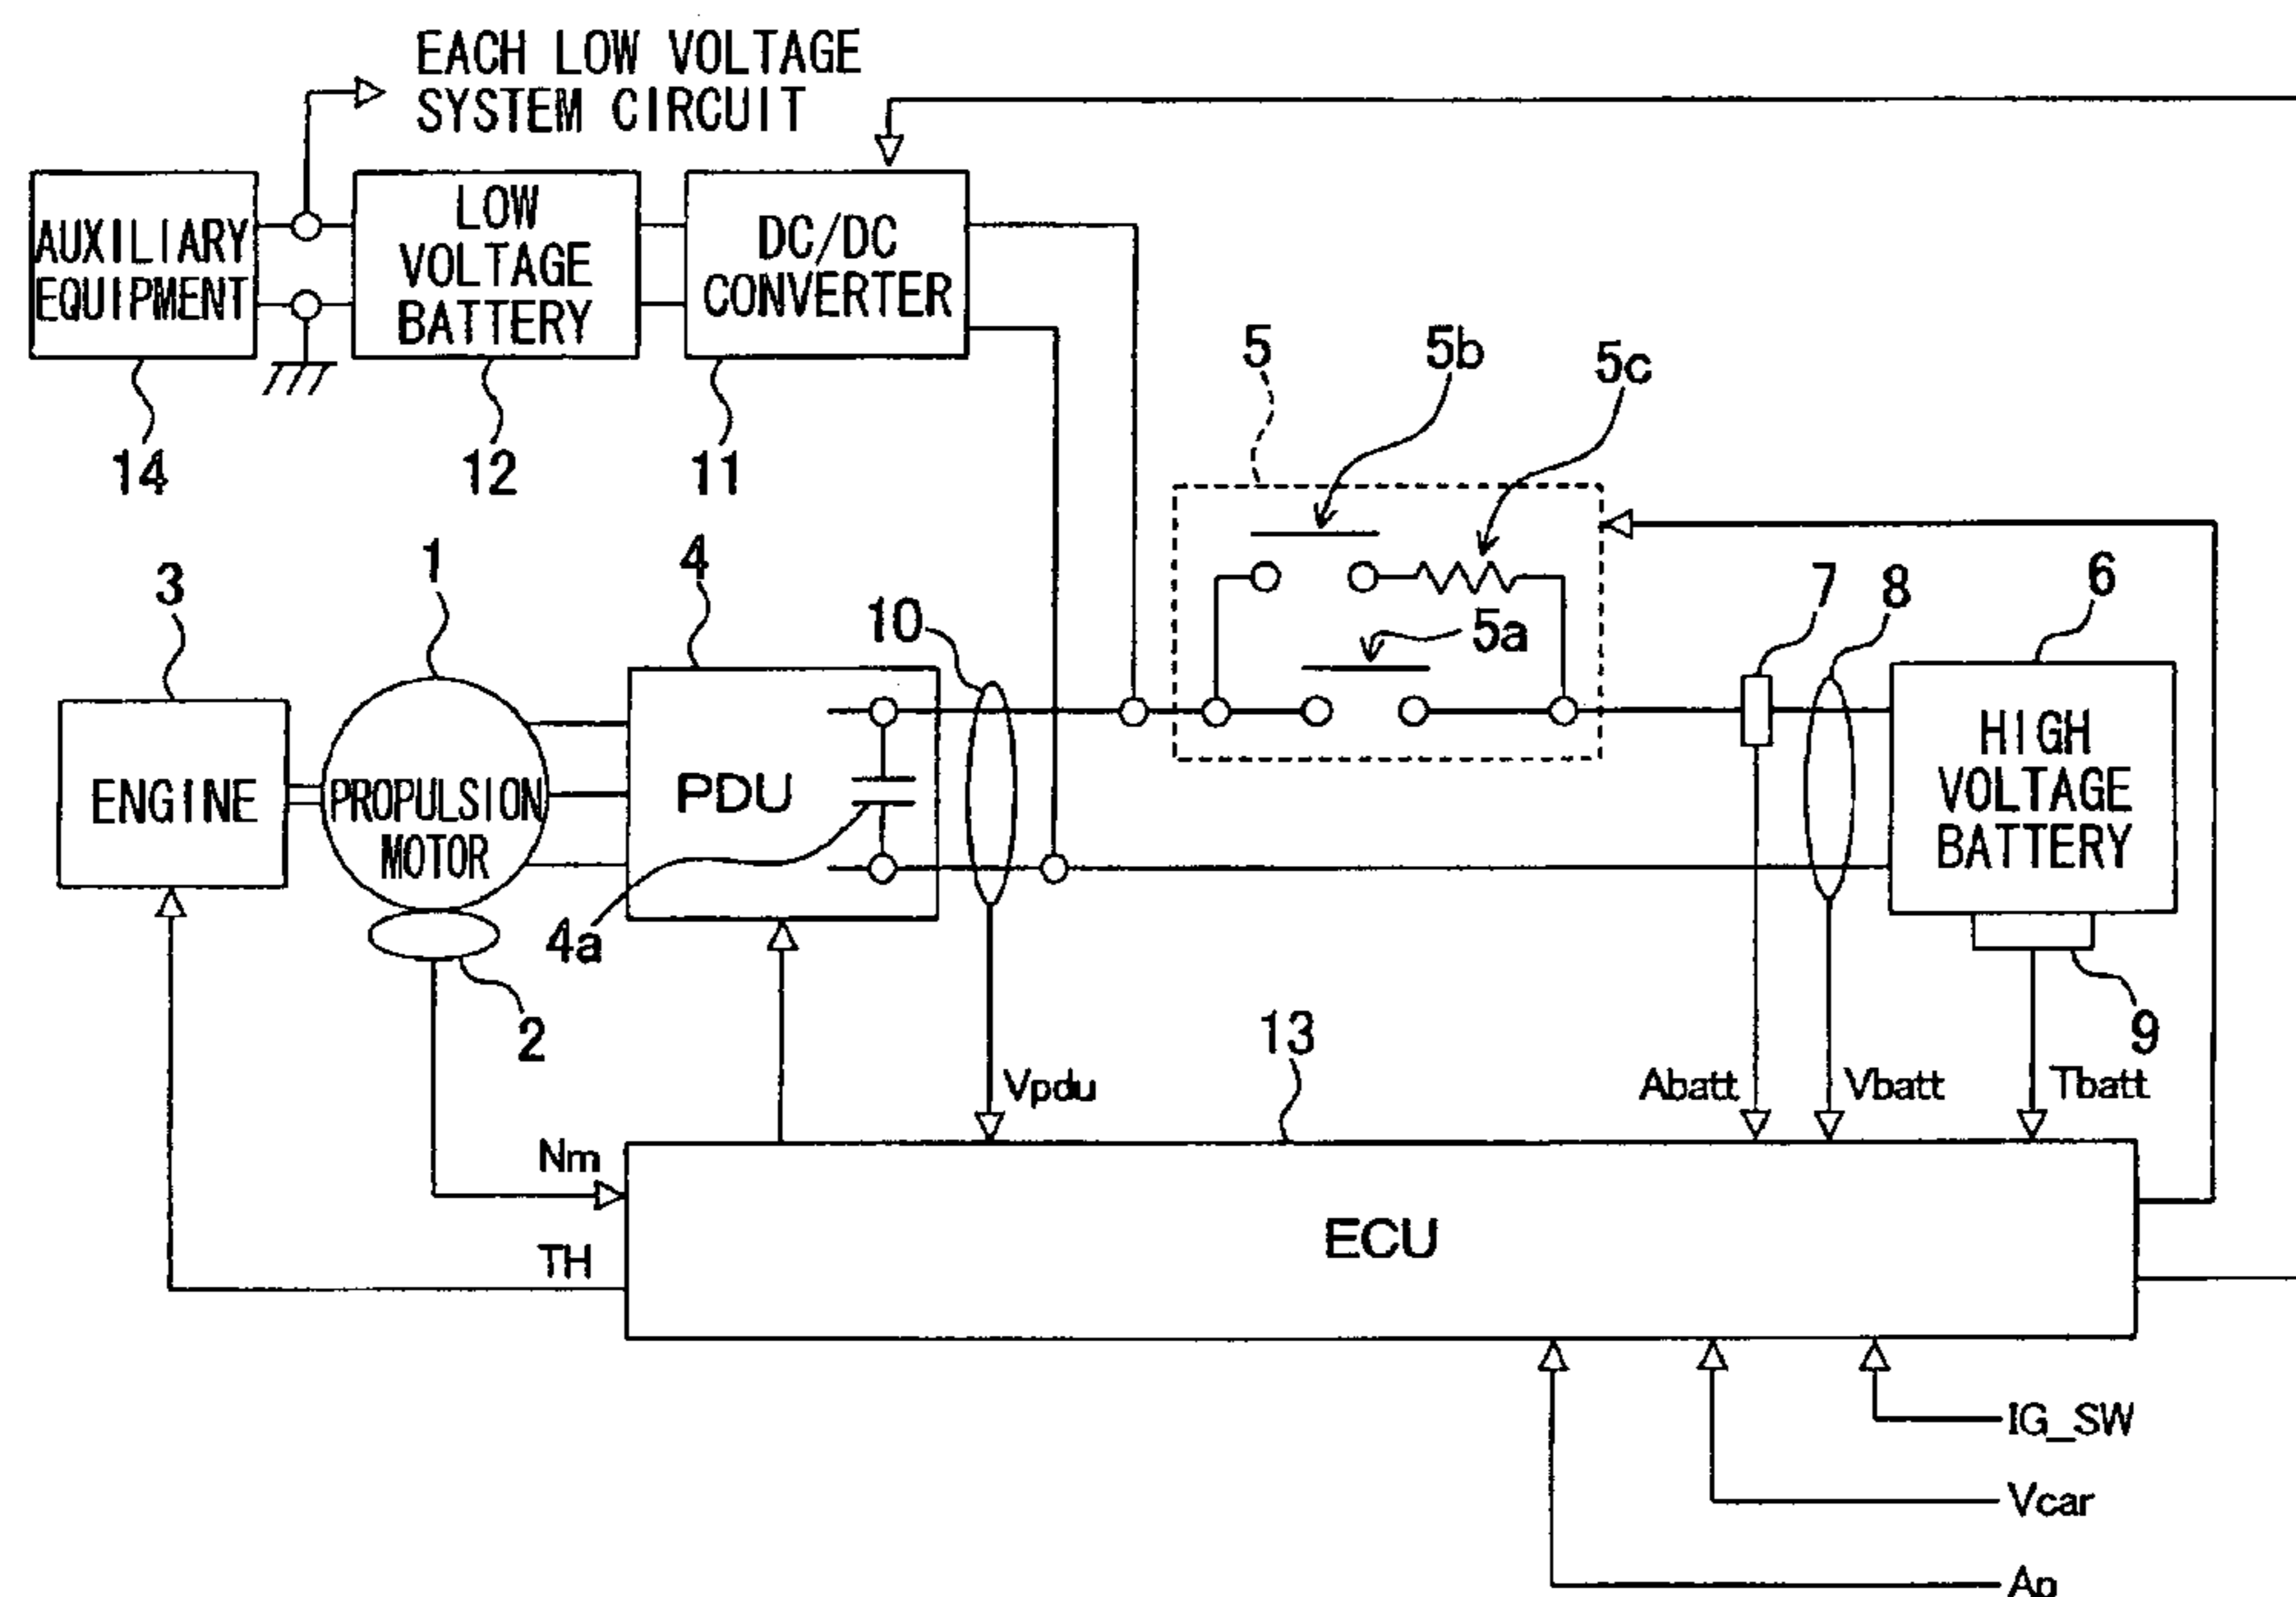 EACH LOW VOLTAGE
SYSTEM CIRCUIT
AUXILIARY
EQUIPMENT
LOW
VOLTAGE
BATTERY
DC/DC
CONVERTER
14
12
11
5
5b
5c
5a
3
1
4
10
7
8
6
ENGINE
PROPULSION
MOTOR
PDU
HIGH
VOLTAGE
BATTERY
4a
2
13
9
Vpdu
Abatt
Vbatt
Tbatt
Nm
TH
ECU
IG_SW
Vcar